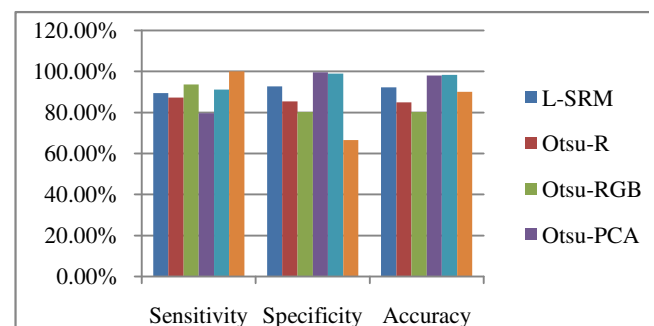 120.00%
100.00%
80.00%
60.00%
40.00%
20.00%
0.00%
Sensitivity Specificity Accuracy
L-SRM
Otsu-R
Otsu-RGB
Otsu-PCA